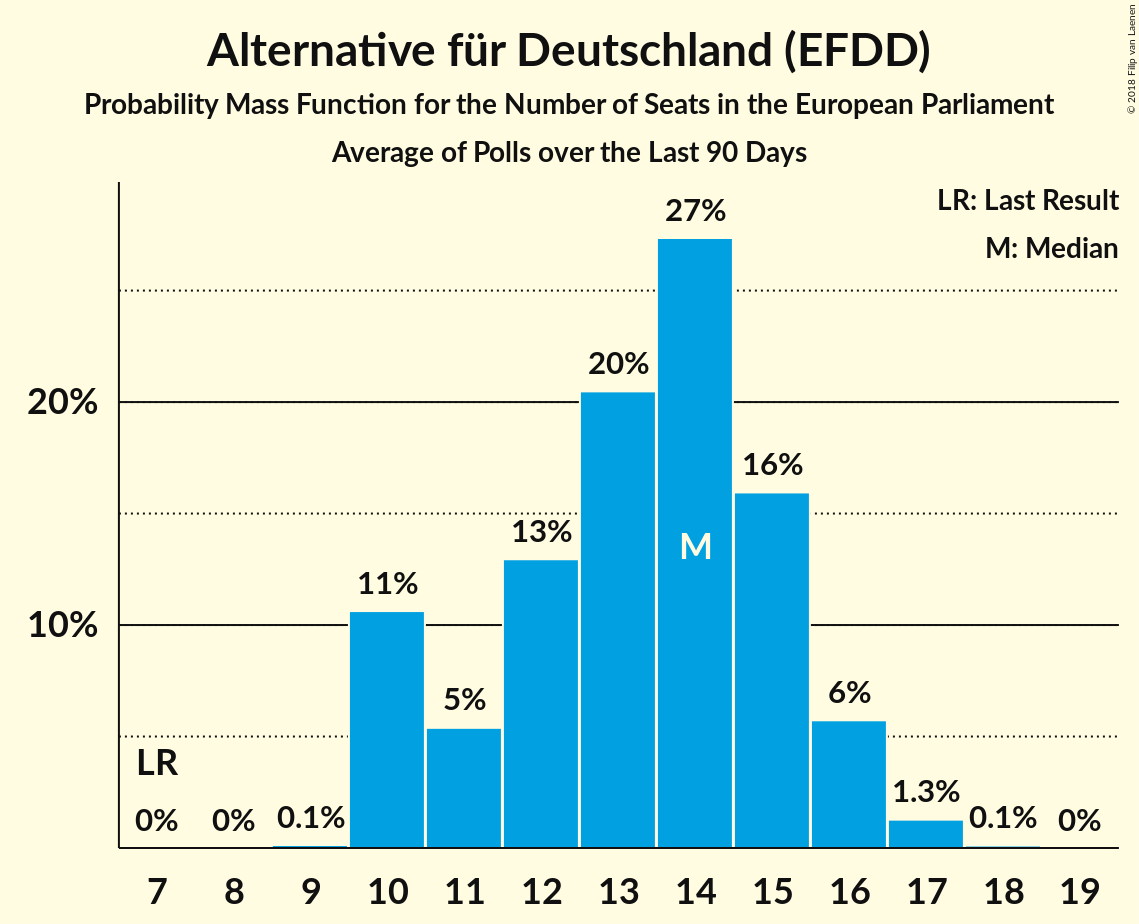 Alternative für Deutschland (EFDD)
Probability Mass Function for the Number of Seats in the European Parliament
Average of Polls over the Last 90 Days
© 2018 Filip van Laenen
LR: Last Result
M: Median
27%
20%
20%
16%
13%
M
11%
10%
5%
6%
LR
0%
0%
0.1%
1.3%
0.1%
0%
7 8 9 10 11 12 13 14 15 16 17 18 19